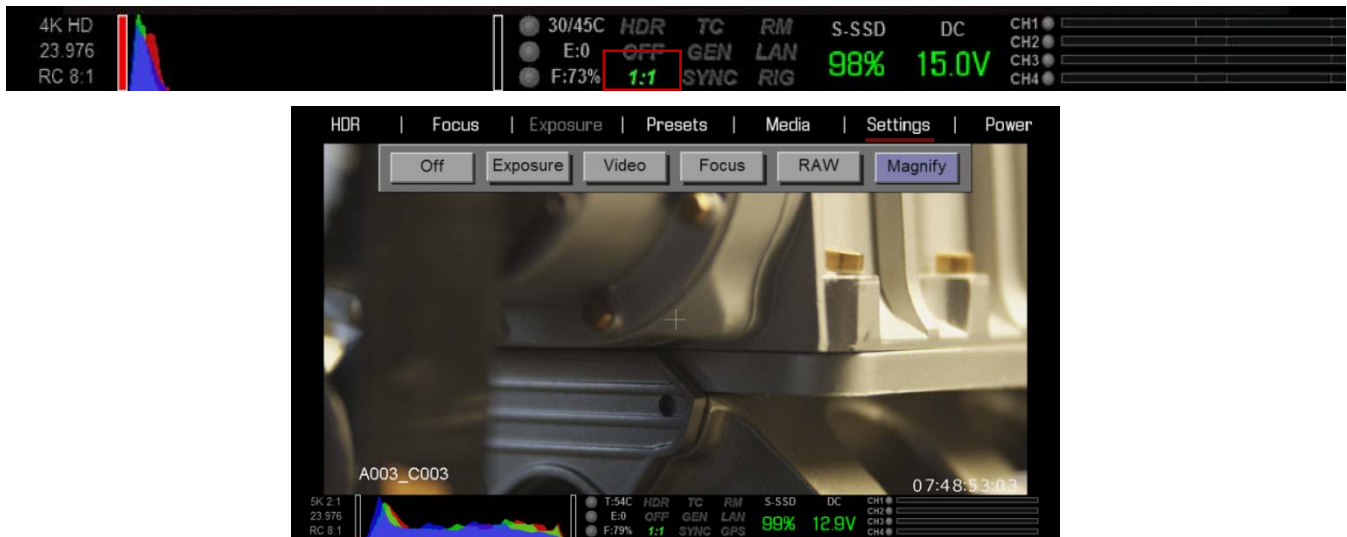 4K HD
23.976
RC 8:1
30/45C HDR TC RM
E:0 OFF GEN LAN
F:73% 1:1 SYNC RIG
S-SSD DC
98% 15.0V
CH1
CH2
CH3
CH4
HDR | Focus | Exposure | Presets | Media | Settings | Power
Off Exposure Video Focus RAW Magnify
A003_C003
07:48:53:03
5K 2:1
23.976
RC 8:1
T:54C HDR TC RM
E:0 OFF GEN LAN
F:79% 1:1 SYNC GPS
S-SSD DC
99% 12.9V
CH1
CH2
CH3
CH4